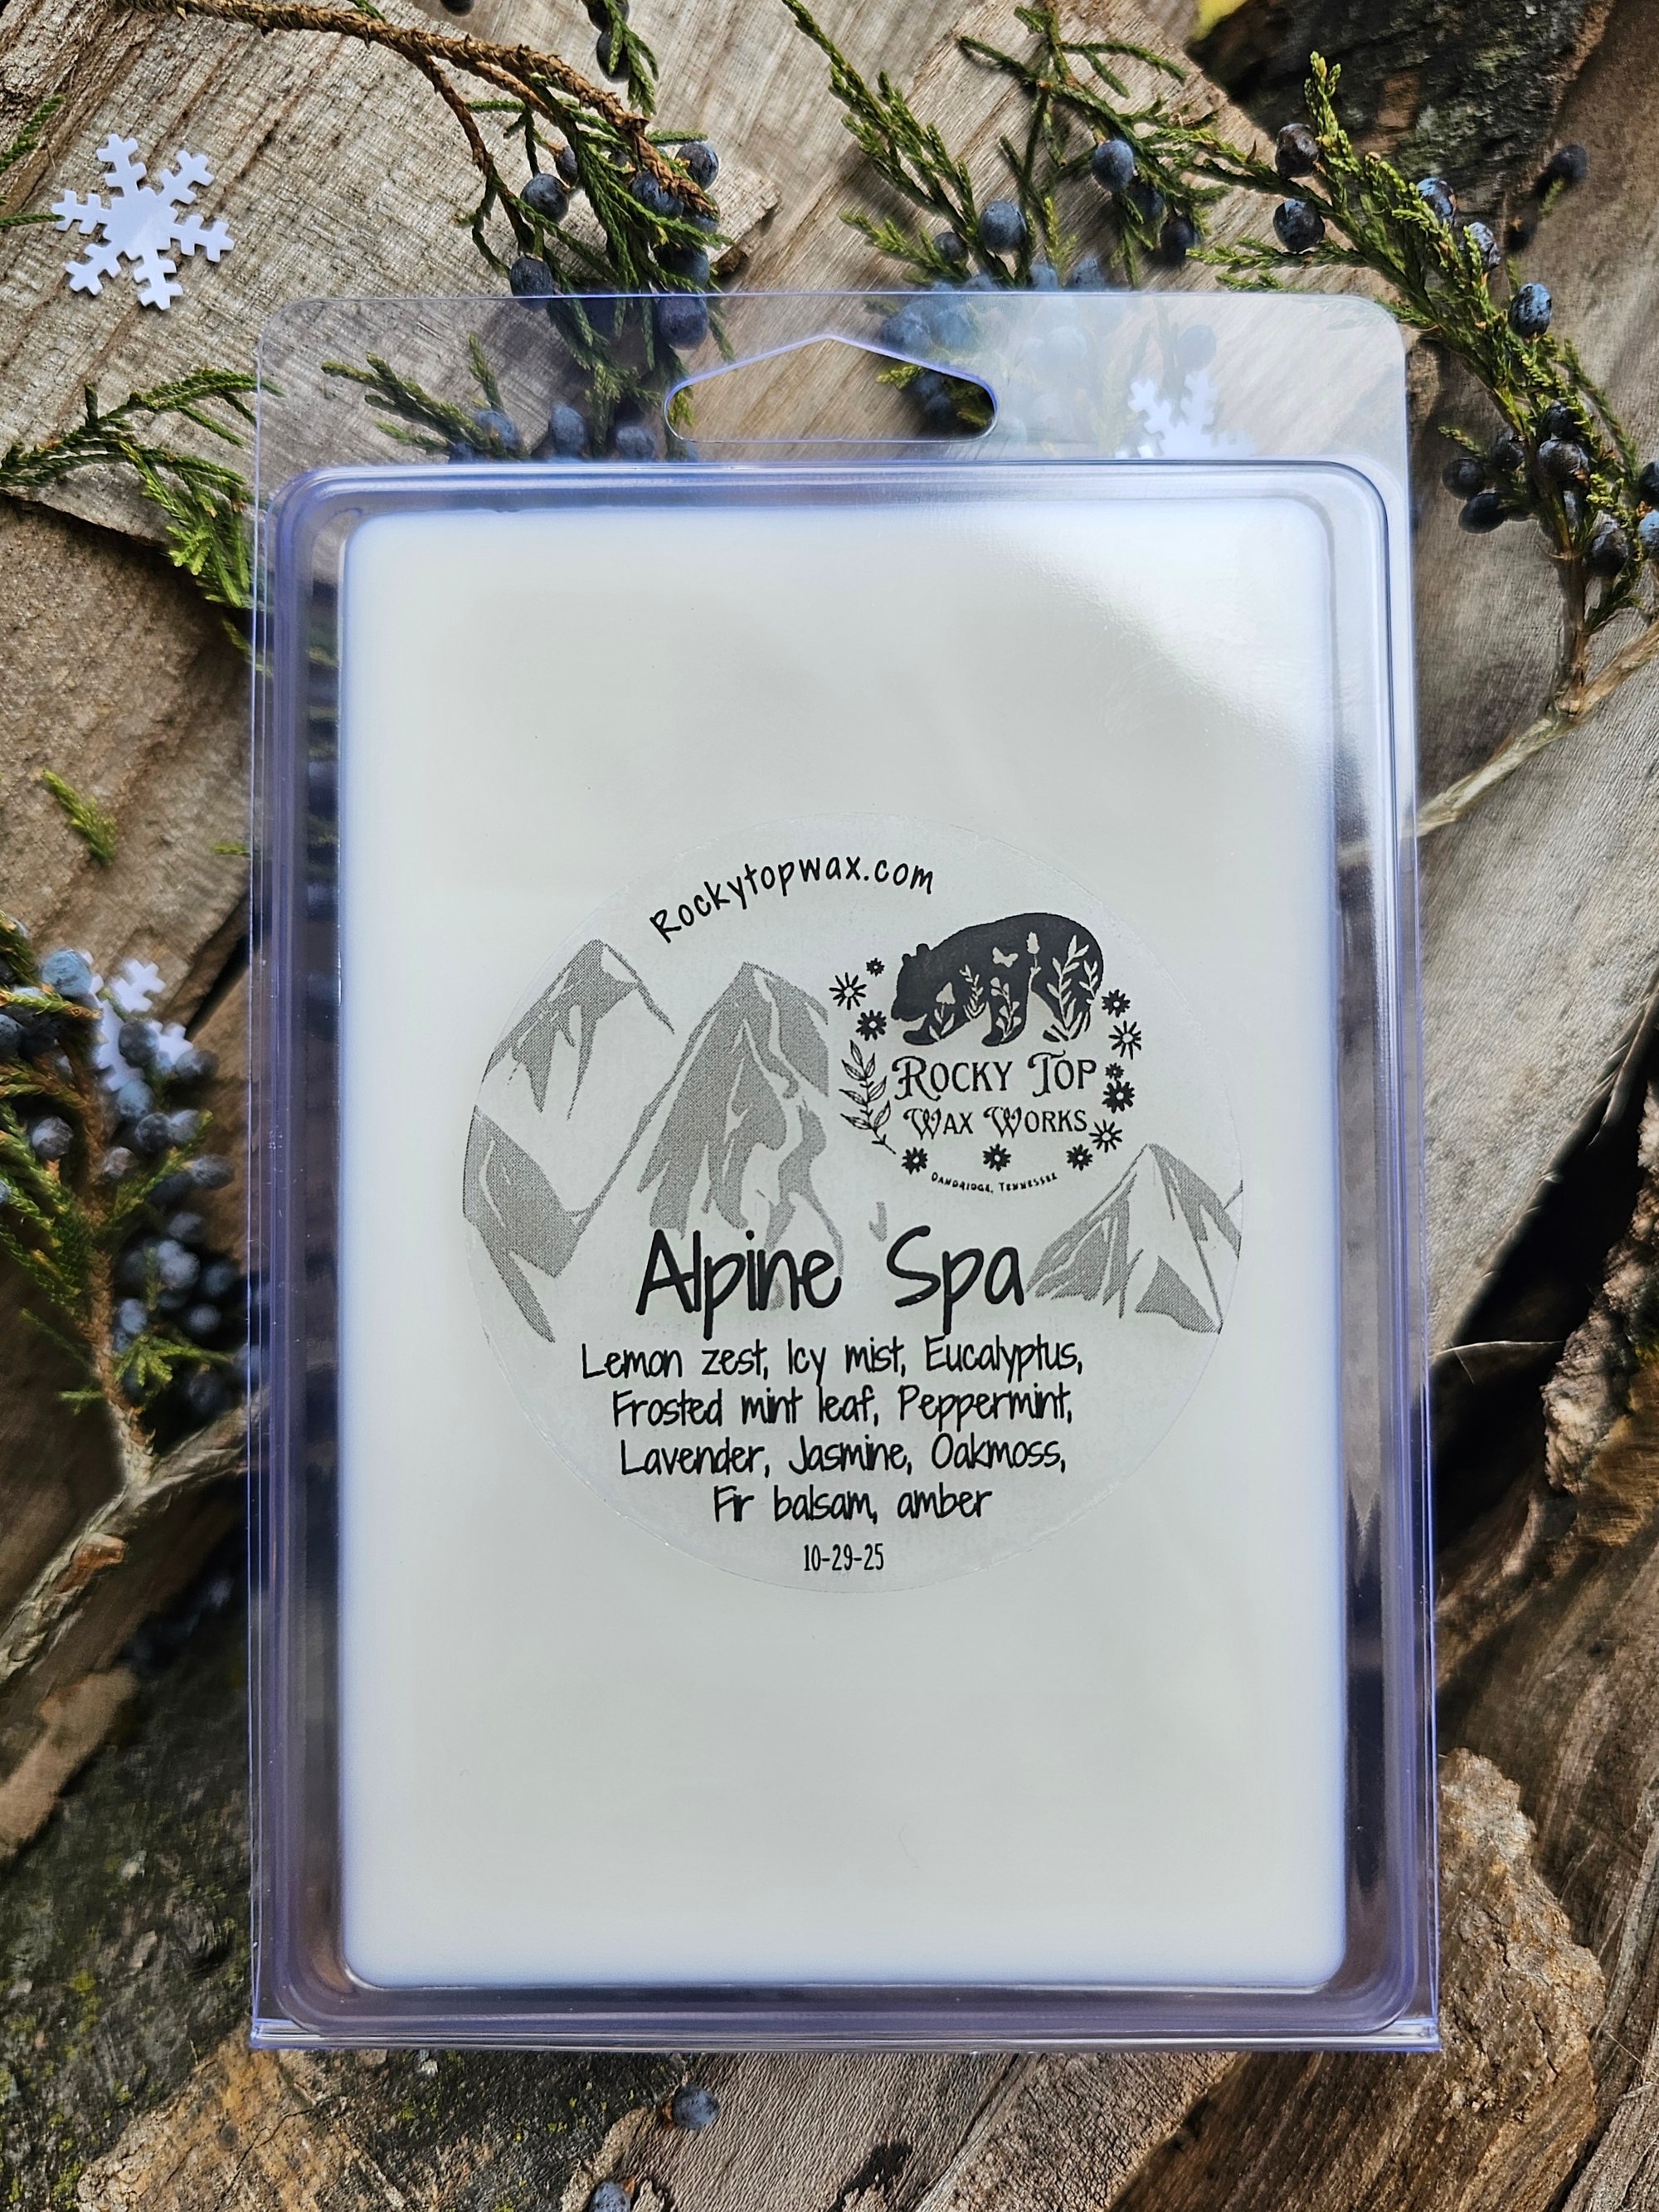 Rockytopwax.com
Rocky Top
Wax Works
Dandridge, Tennessee
Alpine Spa
Lemon zest, Icy mist, Eucalyptus,
Frosted mint leaf, Peppermint,
Lavender, Jasmine, Oakmoss,
Fir balsam, amber
10-29-25